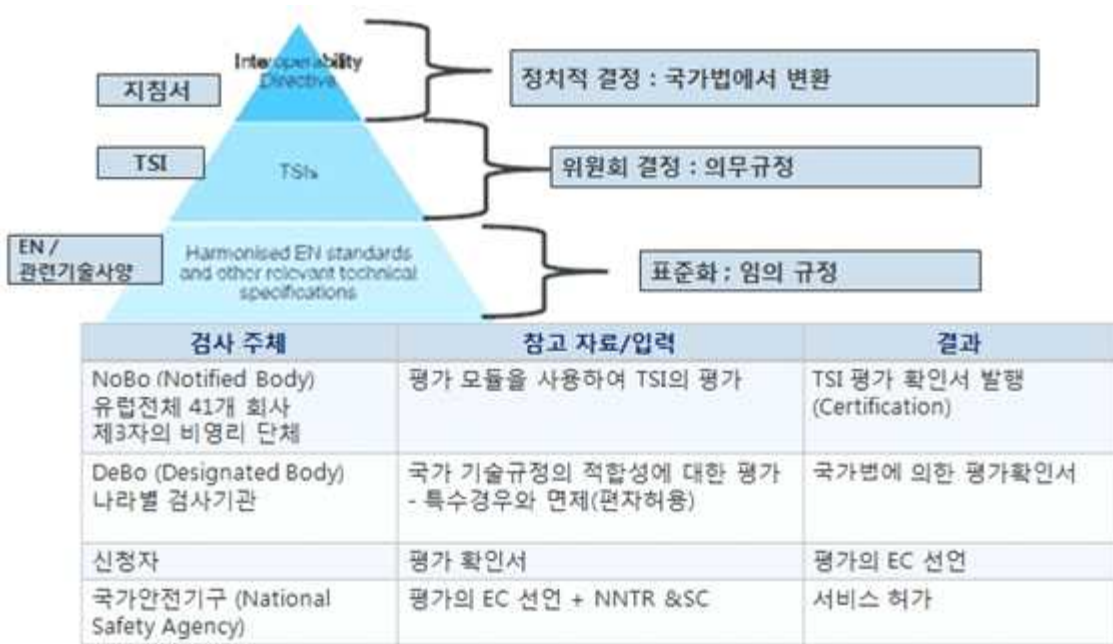 지침서
Interoperability
Directive
정치적 결정 : 국가법에서 변환
TSI
TSIs
위원회 결정 : 의무규정
EN /
관련기술사양
Harmonised EN standards
and other relevant technical
specifications
표준화 : 임의 규정
검사 주체
참고 자료/입력
결과
NoBo (Notified Body)
유럽전체 41개 회사
제3자의 비영리 단체
평가 모듈을 사용하여 TSI의 평가
TSI 평가 확인서 발행
(Certification)
DeBo (Designated Body)
나라별 검사기관
국가 기술규정의 적합성에 대한 평가
- 특수경우와 면제(편자허용)
국가법에 의한 평가확인서
신청자
평가 확인서
평가의 EC 선언
국가안전기구 (National
Safety Agency)
평가의 EC 선언 + NNTR &SC
서비스 허가